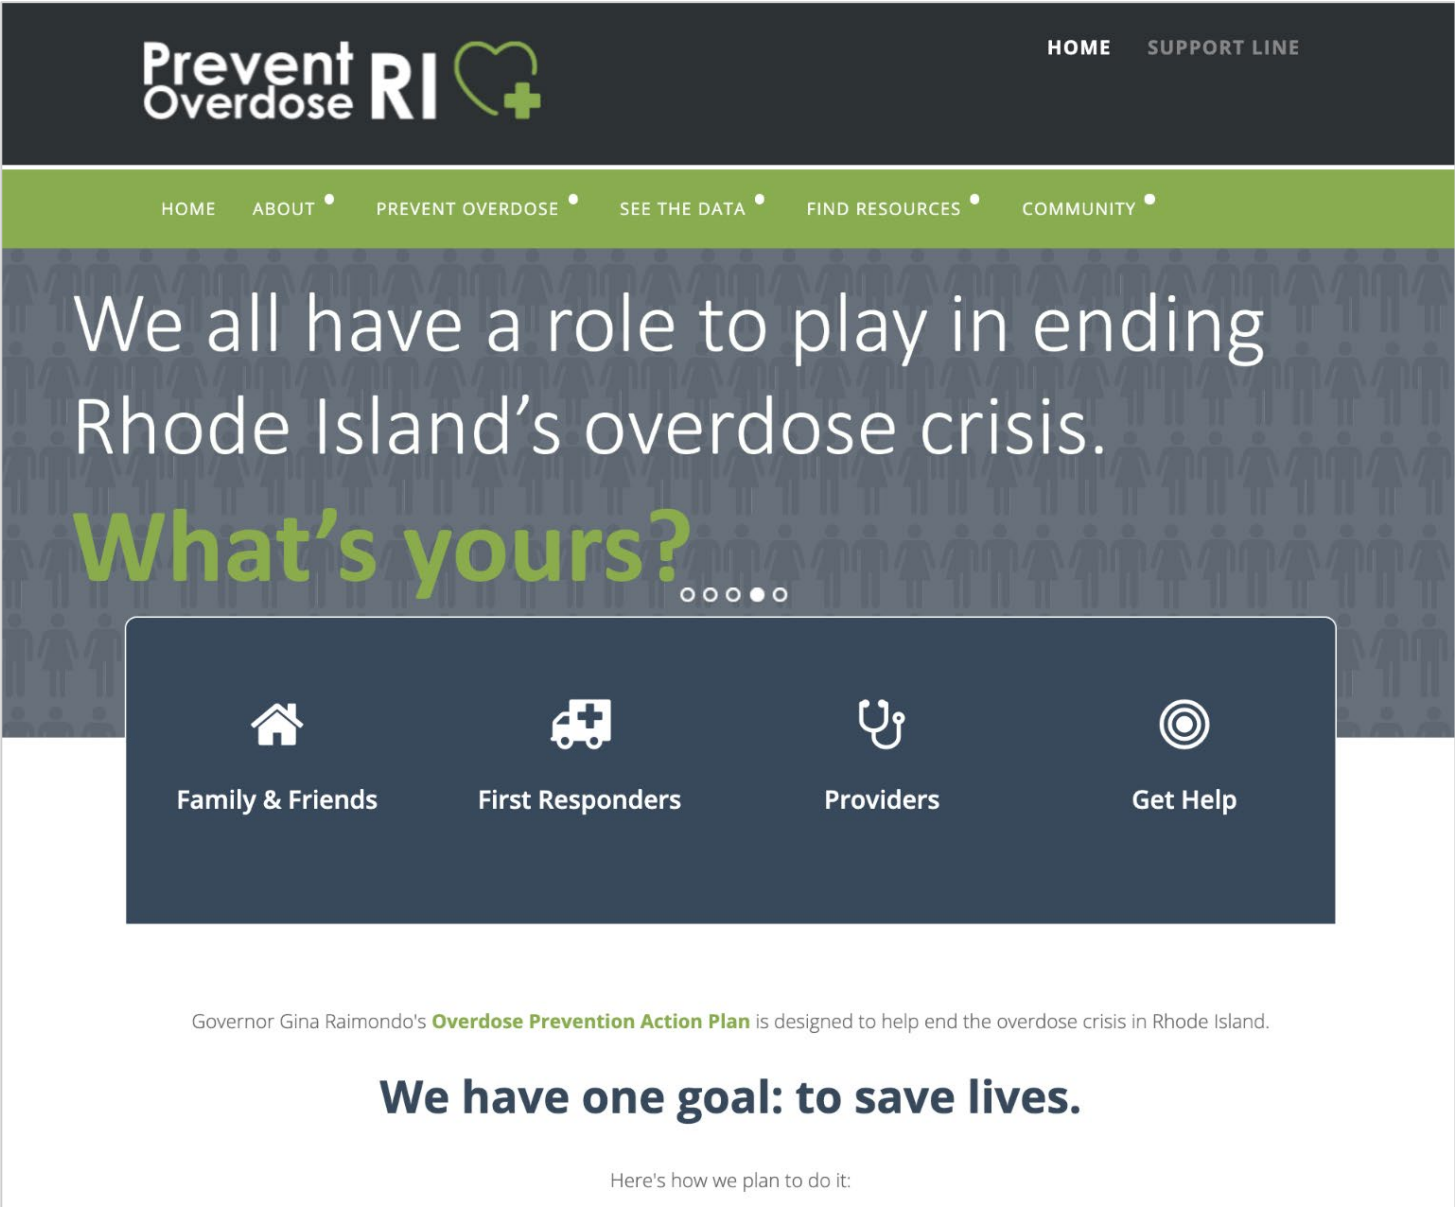 Prevent
Overdose RI
HOME SUPPORT LINE
HOME ABOUT PREVENT OVERDOSE SEE THE DATA FIND RESOURCES COMMUNITY
We all have a role to play in ending
Rhode Island’s overdose crisis.
What’s yours?
Family & Friends First Responders Providers Get Help
Governor Gina Raimondo's Overdose Prevention Action Plan is designed to help end the overdose crisis in Rhode Island.
We have one goal: to save lives.
Here's how we plan to do it: